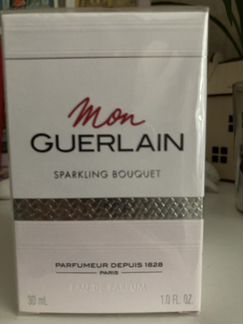 Mon
GUERLAIN
SPARKLING BOUQUET
PARFUMEUR DEPUIS 1828
PARIS
EAU DE PARFUM
30 mL 1.0 FL. OZ.